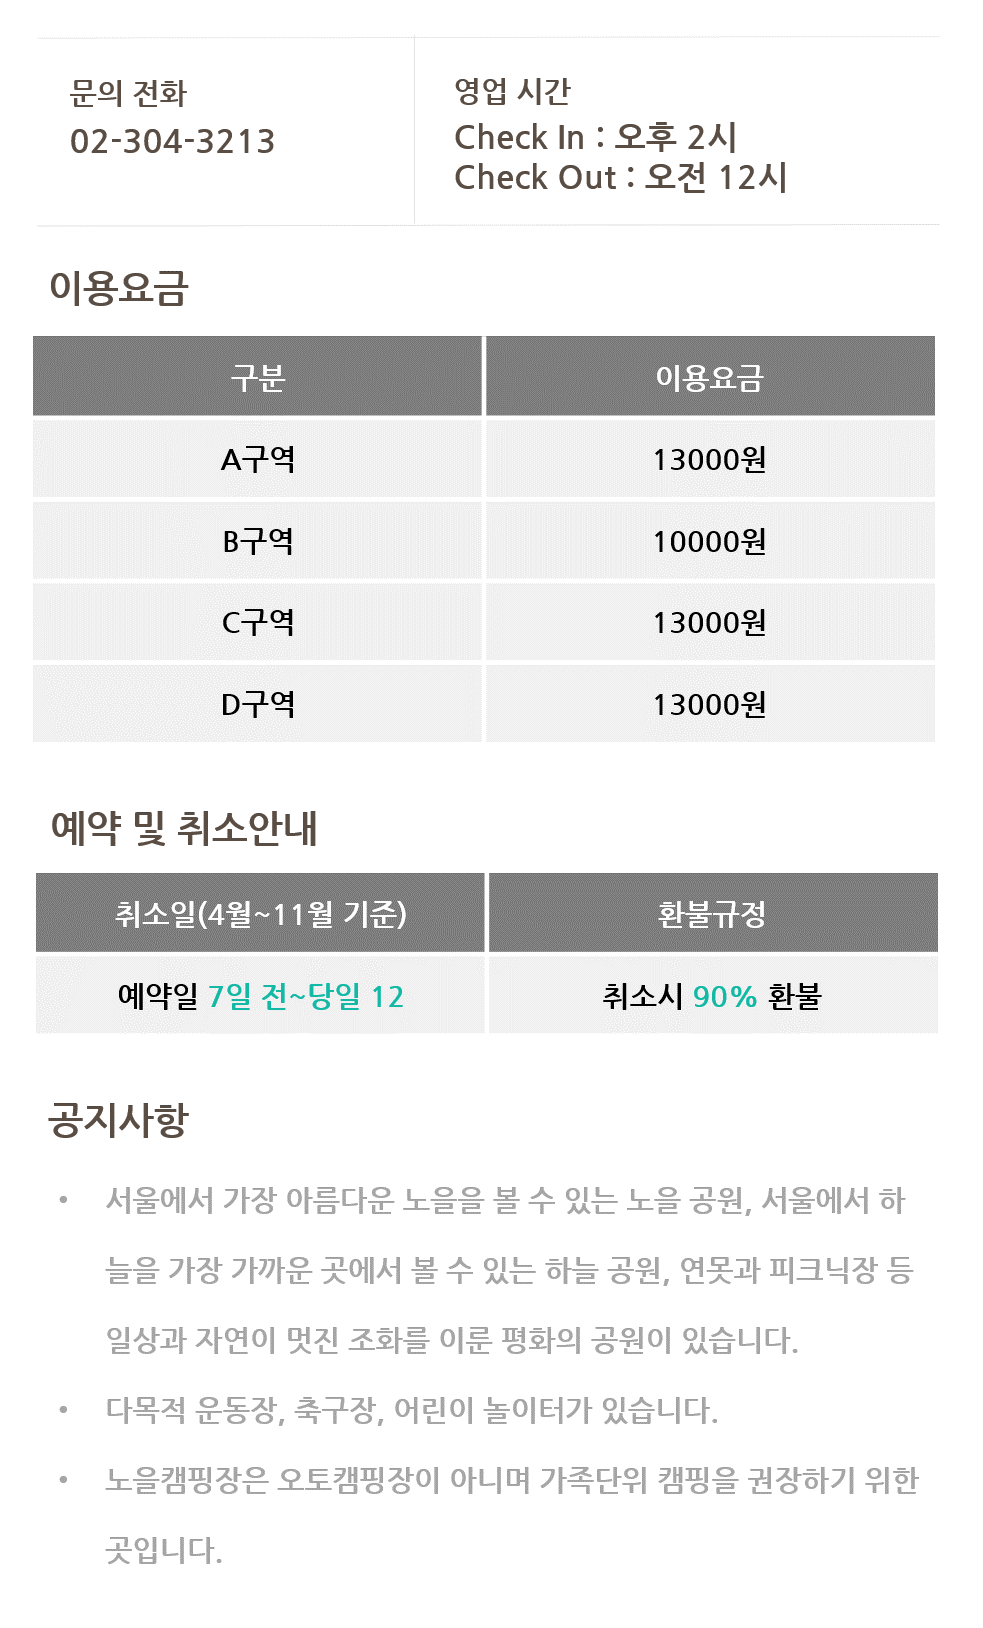 문의 전화
02-304-3213
영업 시간
Check In : 오후 2시
Check Out : 오전 12시
이용요금
구분 이용요금
A구역 13000원
B구역 10000원
C구역 13000원
D구역 13000원
예약 및 취소안내
취소일(4월~11월 기준) 환불규정
예약일 7일 전~당일 12 취소시 90% 환불
공지사항
• 서울에서 가장 아름다운 노을을 볼 수 있는 노을 공원, 서울에서 하
늘을 가장 가까운 곳에서 볼 수 있는 하늘 공원, 연못과 피크닉장 등
일상과 자연이 멋진 조화를 이룬 평화의 공원이 있습니다.
• 다목적 운동장, 축구장, 어린이 놀이터가 있습니다.
• 노을캠핑장은 오토캠핑장이 아니며 가족단위 캠핑을 권장하기 위한
곳입니다.